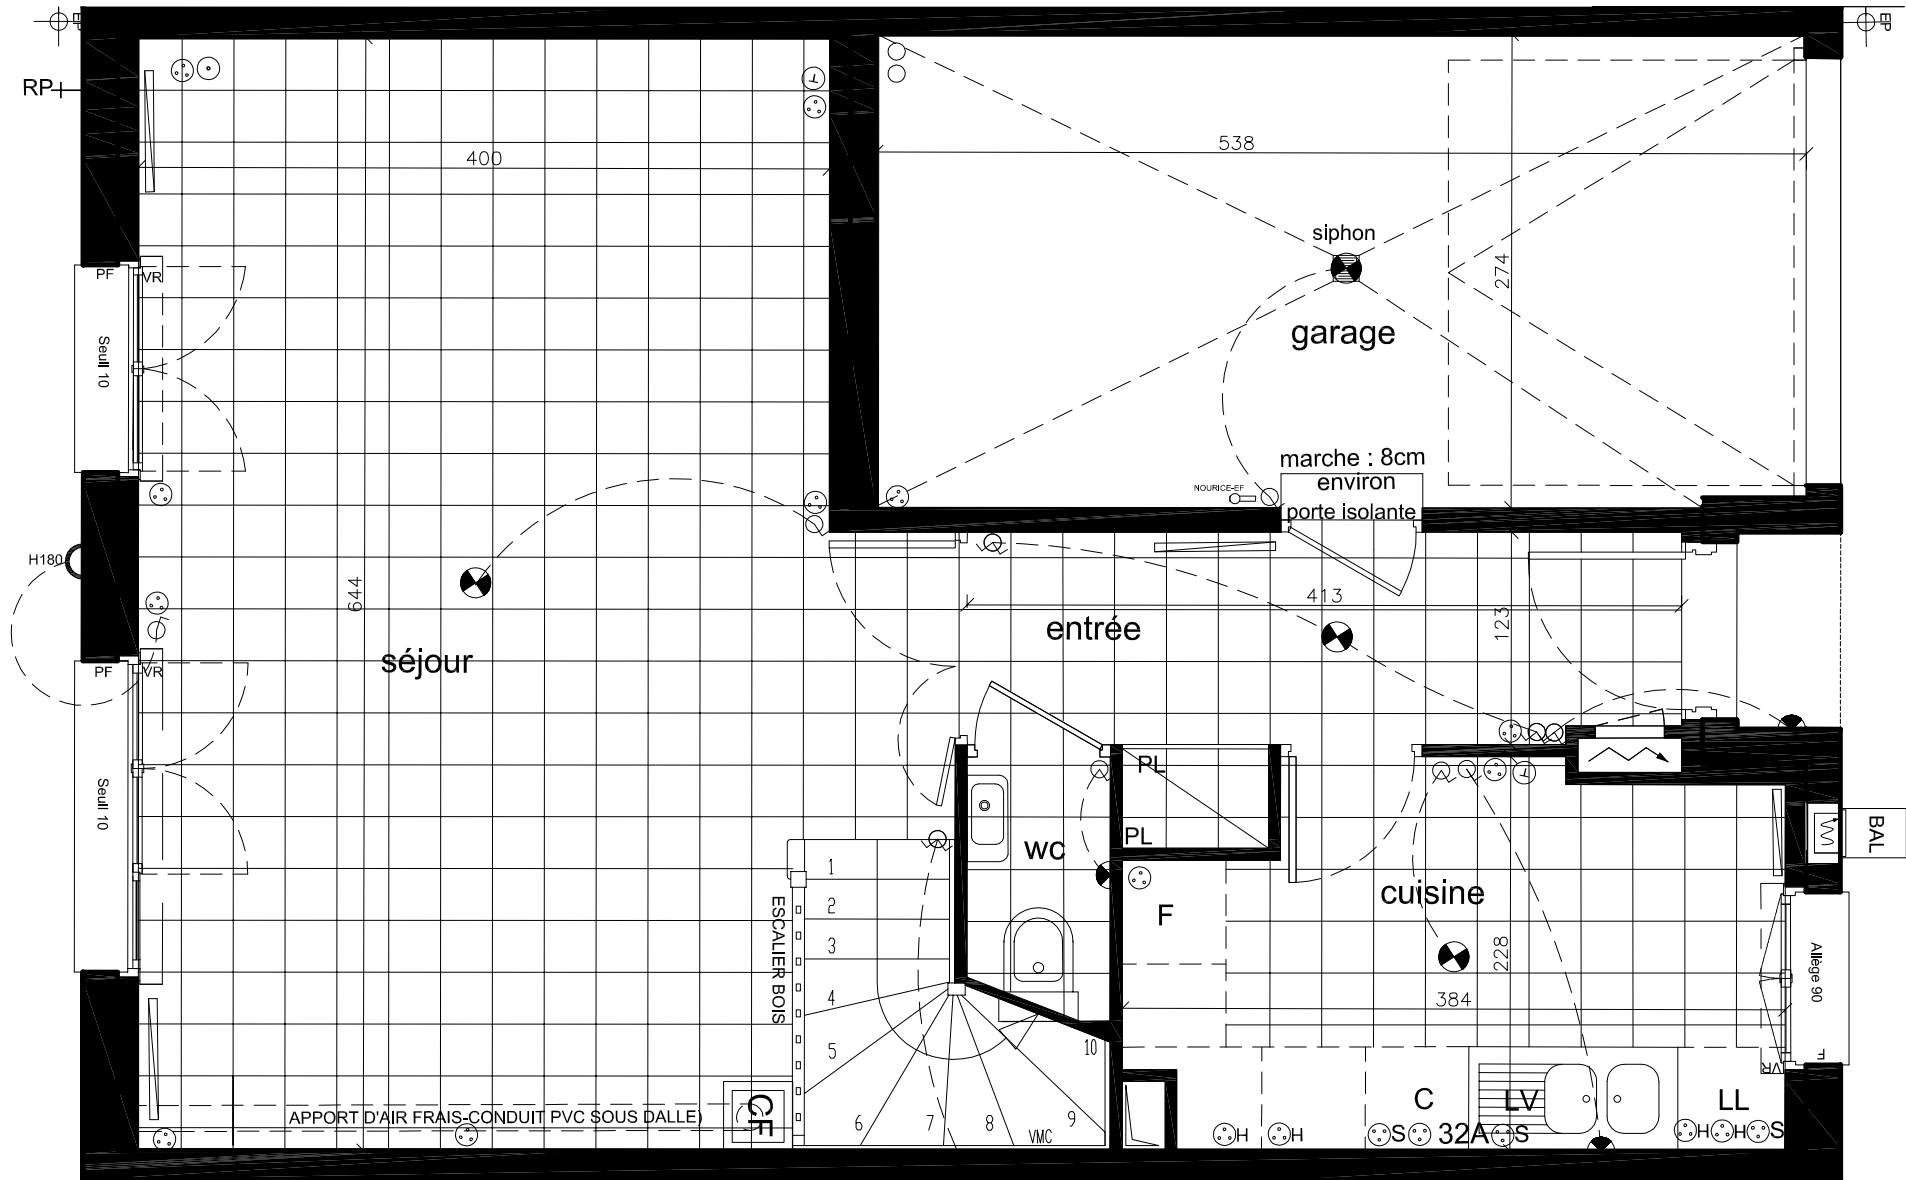 EP
RP
400
538
siphon
274
garage
PF
VR
Seuil 10
marche : 8cm
environ
porte isolante
NOURICE-EF
H180
644
séjour
413
entrée
123
PF
VR
Seuil 10
PL
PL
wc
BAL
cuisine
F
228
384
Allège 90
F
VR
ESCALIER BOIS
1
2
3
4
5
6
7
8
9
10
VMC
APPORT D'AIR FRAIS-CONDUIT PVC SOUS DALLE)
CF
C
LV
LL
H
H
S
32A
S
H
H
S